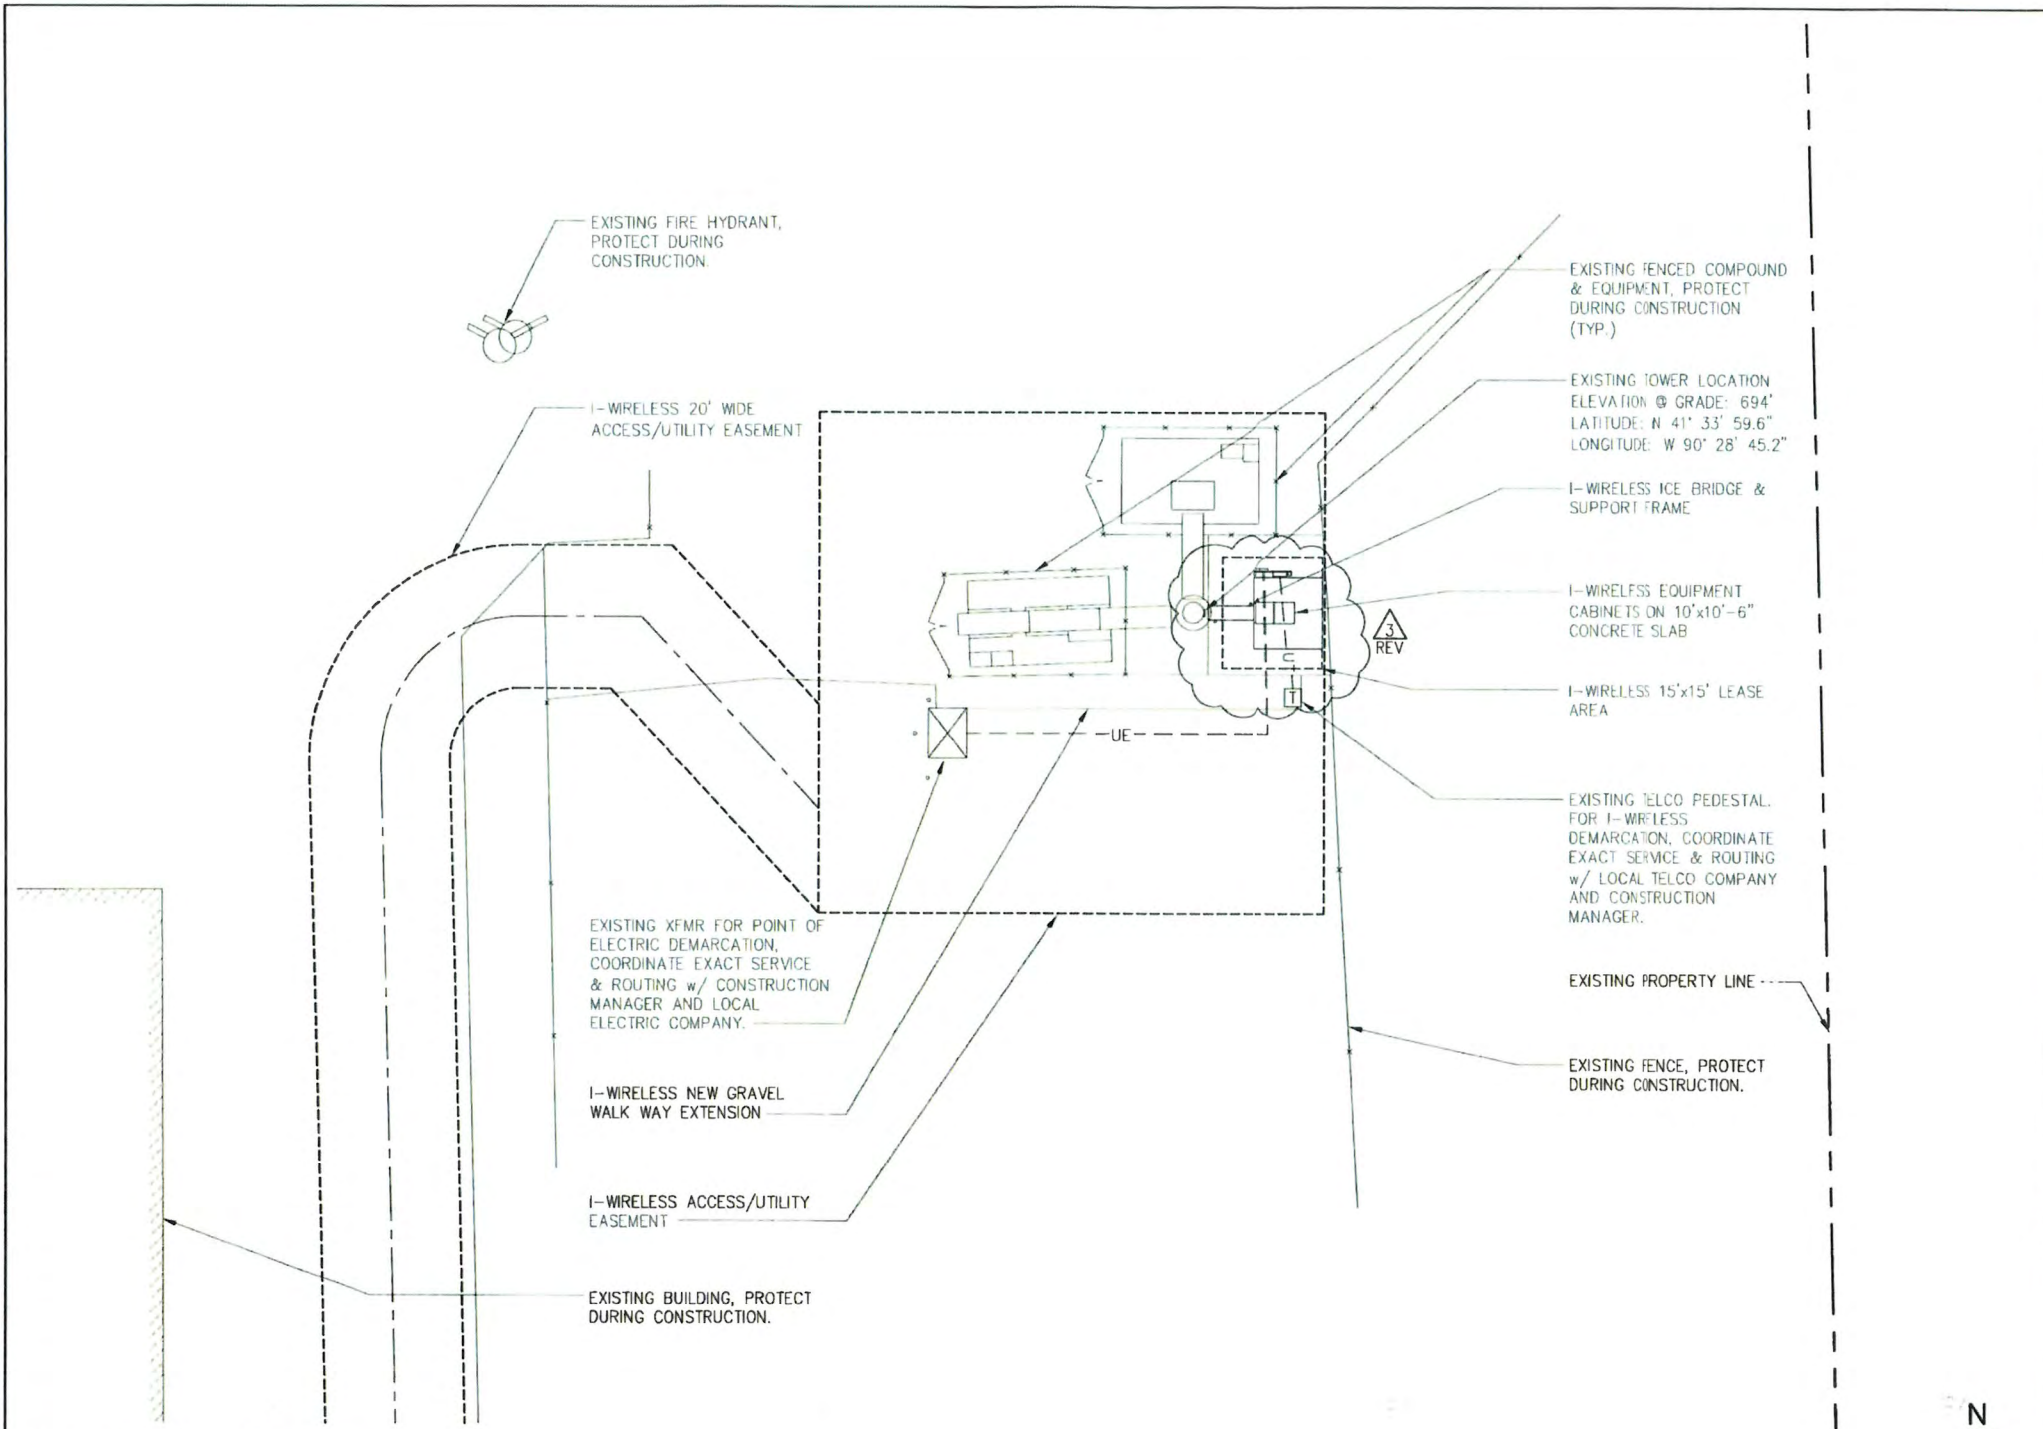 EXISTING FIRE HYDRANT,
PROTECT DURING
CONSTRUCTION.
I-WIRELESS 20' WIDE
ACCESS/UTILITY EASEMENT
EXISTING FENCED COMPOUND
& EQUIPMENT, PROTECT
DURING CONSTRUCTION
(TYP.)
EXISTING TOWER LOCATION
ELEVATION @ GRADE: 694'
LATITUDE: N 41° 33' 59.6"
LONGITUDE: W 90° 28' 45.2"
I-WIRELESS ICE BRIDGE &
SUPPORT FRAME
I-WIRELESS EQUIPMENT
CABINETS ON 10'x10'-6"
CONCRETE SLAB
3
REV
I-WIRELESS 15'x15' LEASE
AREA
T
UE
EXISTING TELCO PEDESTAL.
FOR I-WIRELESS
DEMARCATION, COORDINATE
EXACT SERVICE & ROUTING
w/ LOCAL TELCO COMPANY
AND CONSTRUCTION
MANAGER.
EXISTING XFMR FOR POINT OF
ELECTRIC DEMARCATION,
COORDINATE EXACT SERVICE
& ROUTING w/ CONSTRUCTION
MANAGER AND LOCAL
ELECTRIC COMPANY.
EXISTING PROPERTY LINE
EXISTING FENCE, PROTECT
DURING CONSTRUCTION.
I-WIRELESS NEW GRAVEL
WALK WAY EXTENSION
I-WIRELESS ACCESS/UTILITY
EASEMENT
EXISTING BUILDING, PROTECT
DURING CONSTRUCTION.
N